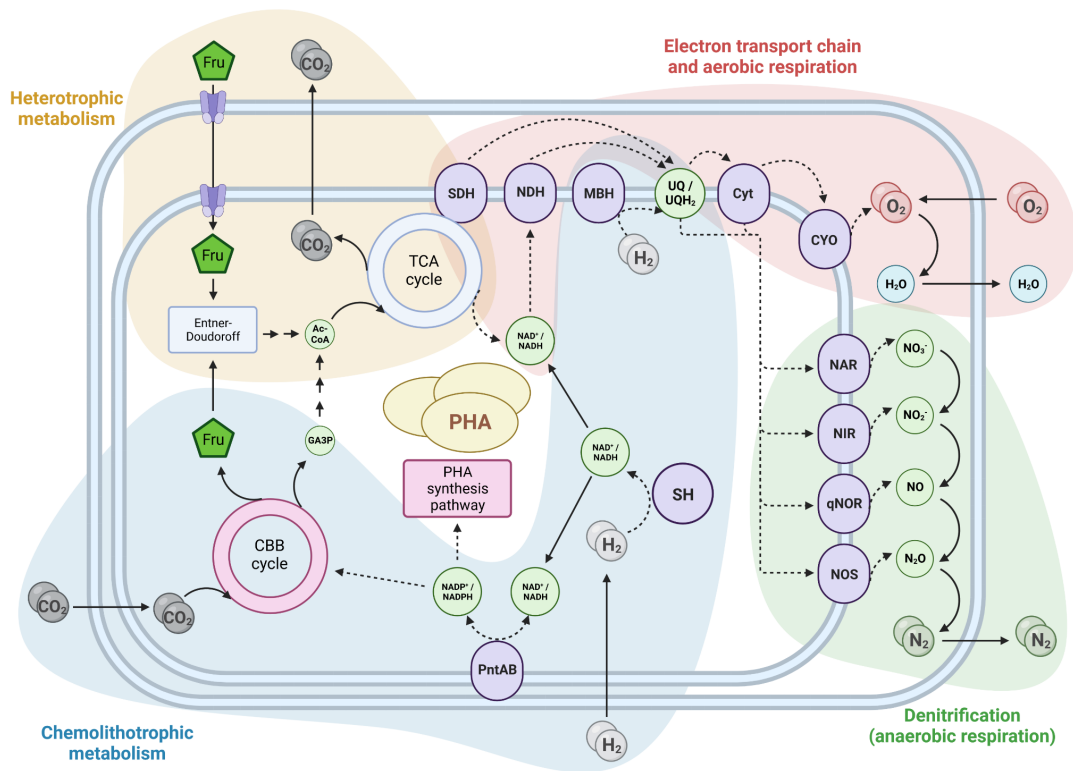 Electron transport chain
and aerobic respiration
Heterotrophic
metabolism
Fru
CO₂
SDH
NDH
MBH
UQ /
UQH₂
Cyt
CYO
O₂
O₂
H₂O
H₂O
Fru
CO₂
H₂
TCA
cycle
Entner-
Doudoroff
Ac-
CoA
NAD⁺ /
NADH
NAR
NO₃⁻
NIR
NO₂⁻
qNOR
NO
NOS
N₂O
N₂
N₂
PHA
PHA
synthesis
pathway
Fru
GA3P
NAD⁺ /
NADH
SH
H₂
CBB
cycle
NADP⁺ /
NADPH
NAD⁺ /
NADH
CO₂
CO₂
PntAB
H₂
Chemolithotrophic
metabolism
Denitrification
(anaerobic respiration)